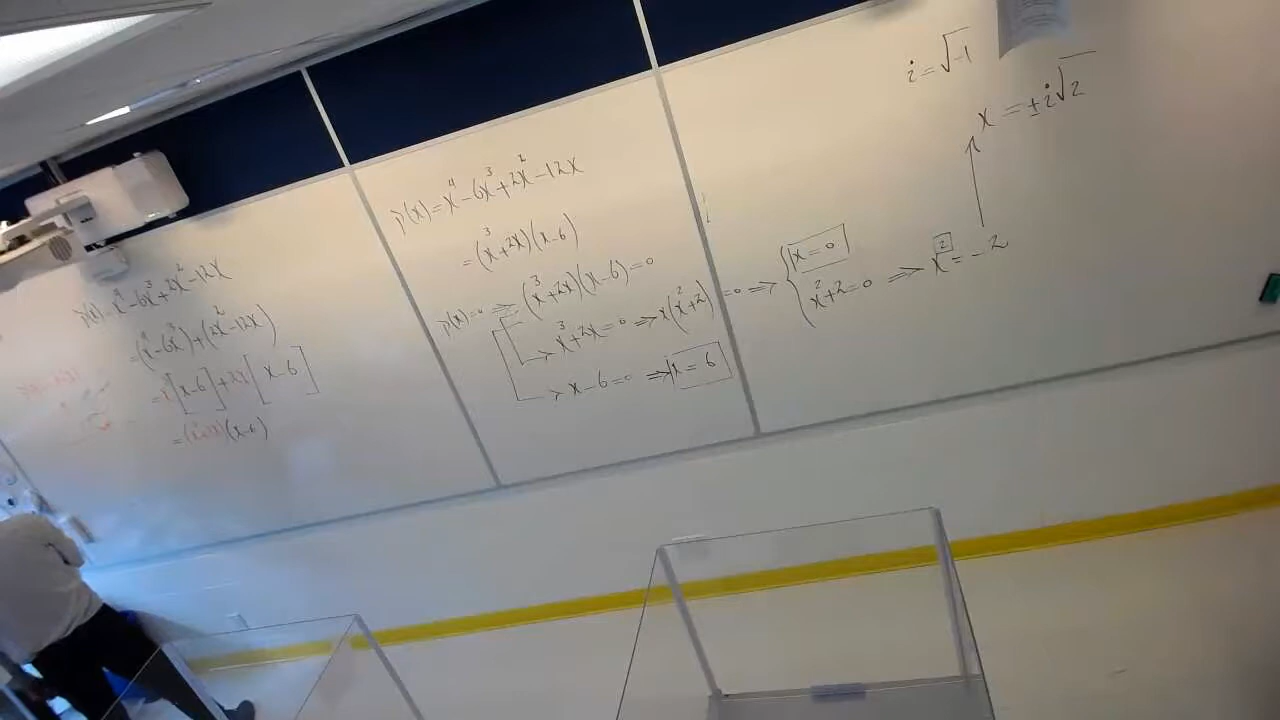 p(x) = x⁴ - 6x³ + 2x² - 12x
= (x⁴ - 6x³) + (2x² - 12x)
= x³[x-6] + 2x[x-6]
= (x³+2x)(x-6)
p(x) = x⁴ - 6x³ + 2x² - 12x
= (x³ + 2x)(x-6)
p(x) = 0 => (x³ + 2x)(x-6) = 0
x³ + 2x = 0 => x(x² + 2) = 0 => { x = 0
x² + 2 = 0 => x² = -2
x - 6 = 0 => x = 6
i = √-1
x = ± i√2